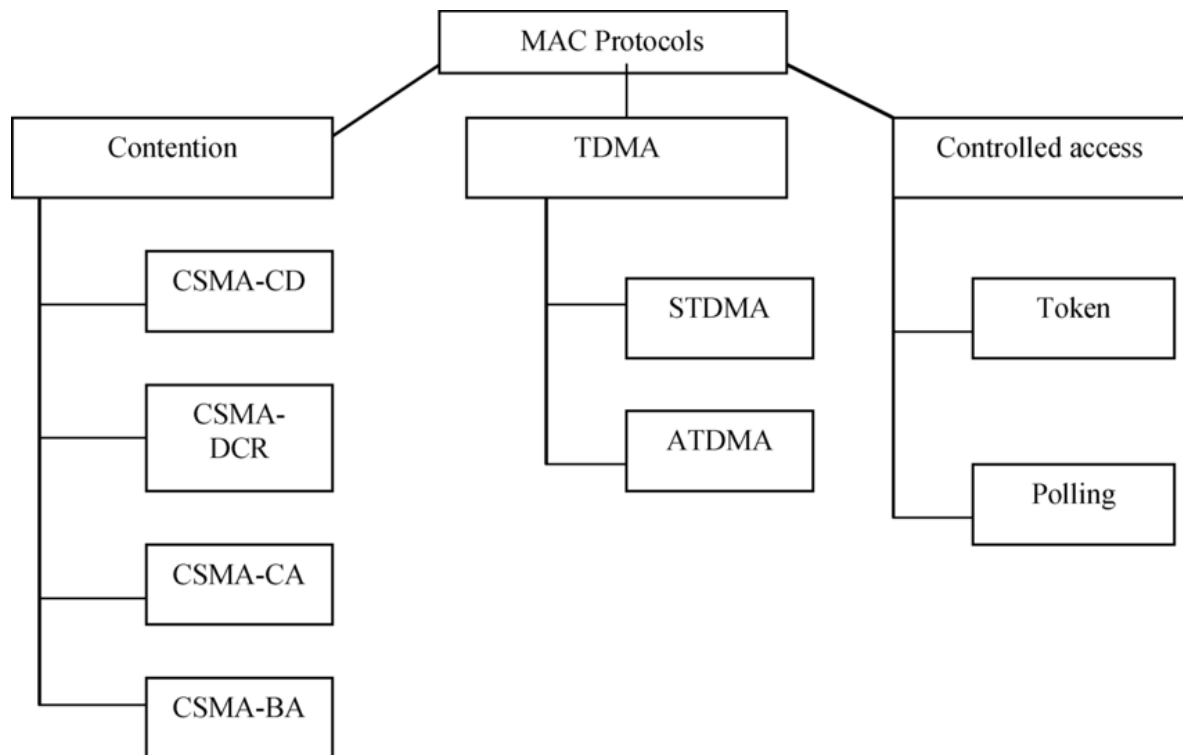 MAC Protocols
Contention
TDMA
Controlled access
CSMA-CD
STDMA
Token
CSMA-
DCR
ATDMA
Polling
CSMA-CA
CSMA-BA